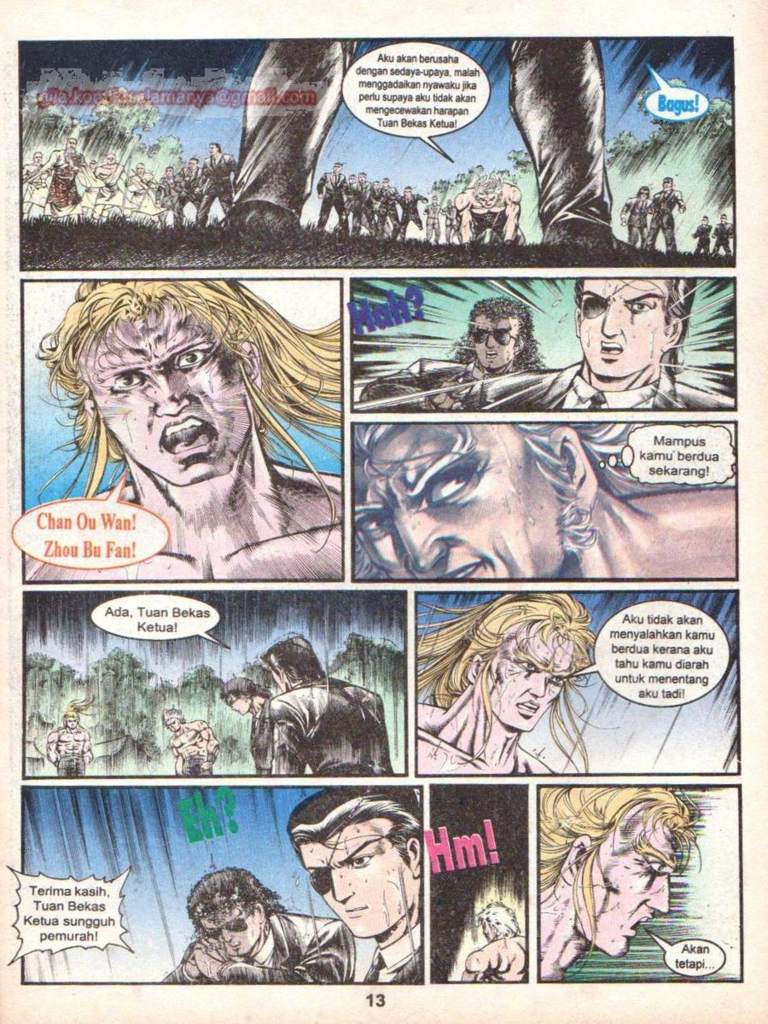 Aku akan berusaha
dengan sedaya-upaya, malah
menggadaikan nyawaku jika
perlu supaya aku tidak akan
mengecewakan harapan
Tuan Bekas Ketua!
Bagus!
Chan Ou Wan!
Zhou Bu Fan!
Hah?
Mampus
kamu berdua
sekarang!
Ada, Tuan Bekas
Ketua!
Aku tidak akan
menyalahkan kamu
berdua kerana aku
tahu kamu diarah
untuk menentang
aku tadi!
Eh?
Terima kasih,
Tuan Bekas
Ketua sungguh
pemurah!
Hm!
Akan
tetapi...
13